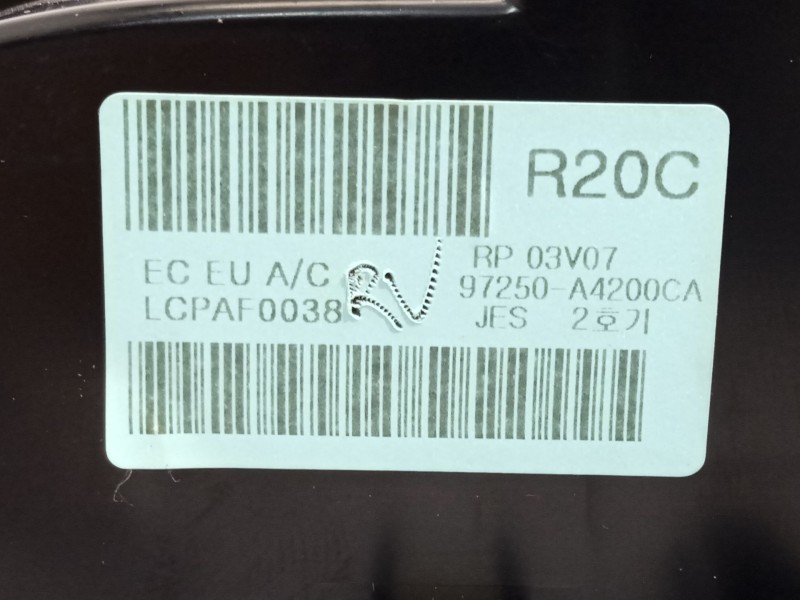 R20C
EC EU A/C
RP 03V07
LCPAF0038
97250-A4200CA
JES 2호기